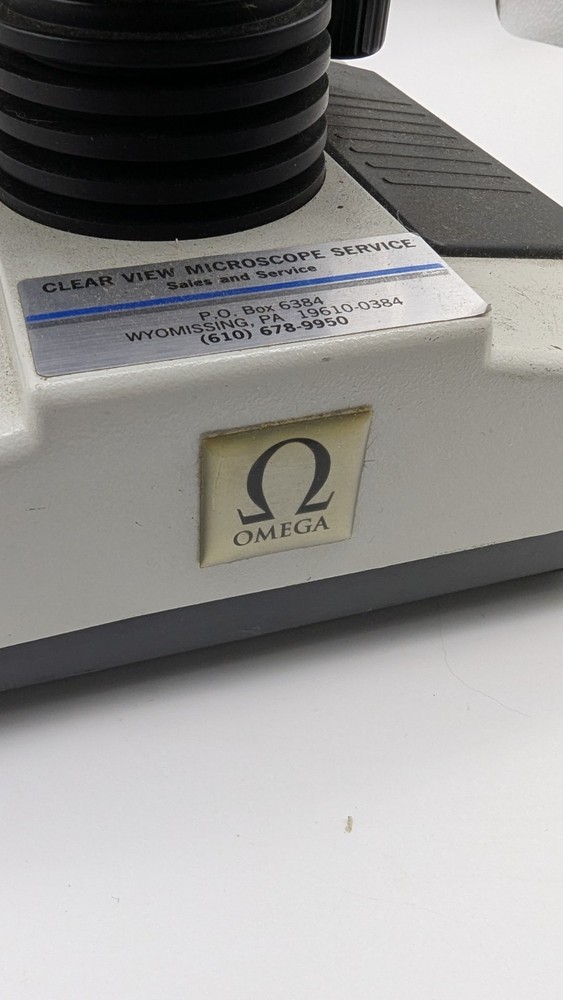 CLEAR VIEW MICROSCOPE SERVICE
Sales and Service
P.O. Box 6384
WYOMISSING, PA 19610-0384
(610) 678-9950
Ω
OMEGA